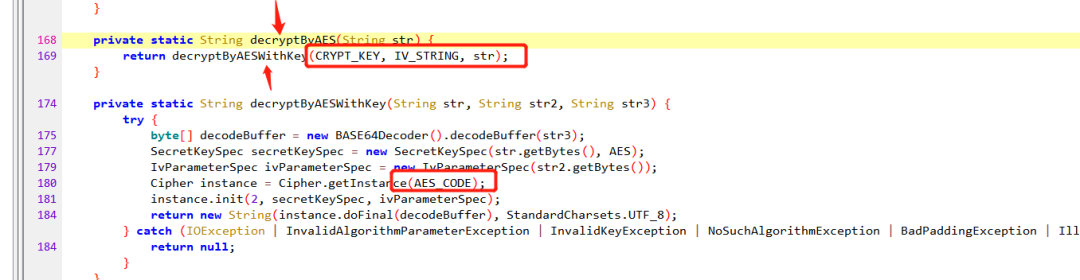 }
168 private static String decryptByAES(String str) {
169 return decryptByAESWithKey(CRYPT_KEY, IV_STRING, str);
}
174 private static String decryptByAESWithKey(String str, String str2, String str3) {
try {
175 byte[] decodeBuffer = new BASE64Decoder().decodeBuffer(str3);
177 SecretKeySpec secretKeySpec = new SecretKeySpec(str.getBytes(), AES);
179 IvParameterSpec ivParameterSpec = new IvParameterSpec(str2.getBytes());
180 Cipher instance = Cipher.getInstance(AES_CODE);
181 instance.init(2, secretKeySpec, ivParameterSpec);
184 return new String(instance.doFinal(decodeBuffer), StandardCharsets.UTF_8);
} catch (IOException | InvalidAlgorithmParameterException | InvalidKeyException | NoSuchAlgorithmException | BadPaddingException | Ill
184 return null;
}
}